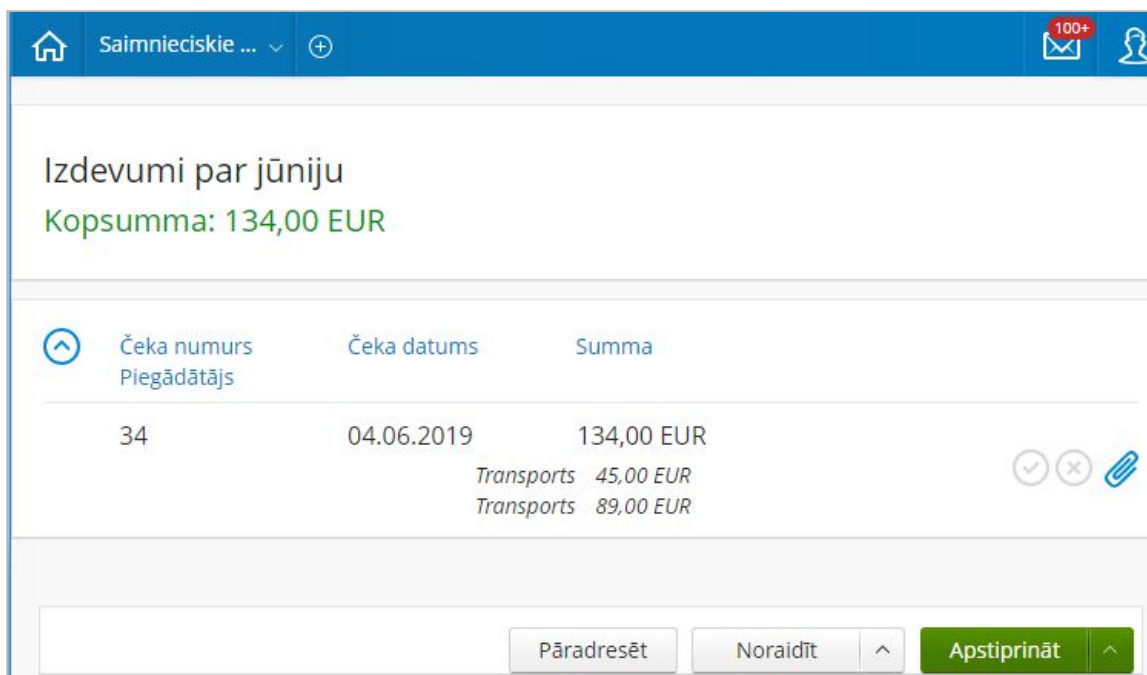 Saimnieciskie ...
100+
Izdevumi par jūniju
Kopsumma: 134,00 EUR
Čeka numurs Čeka datums Summa
Piegādātājs
34 04.06.2019 134,00 EUR
Transports 45,00 EUR
Transports 89,00 EUR
Pāradresēt Noraidīt Apstiprināt